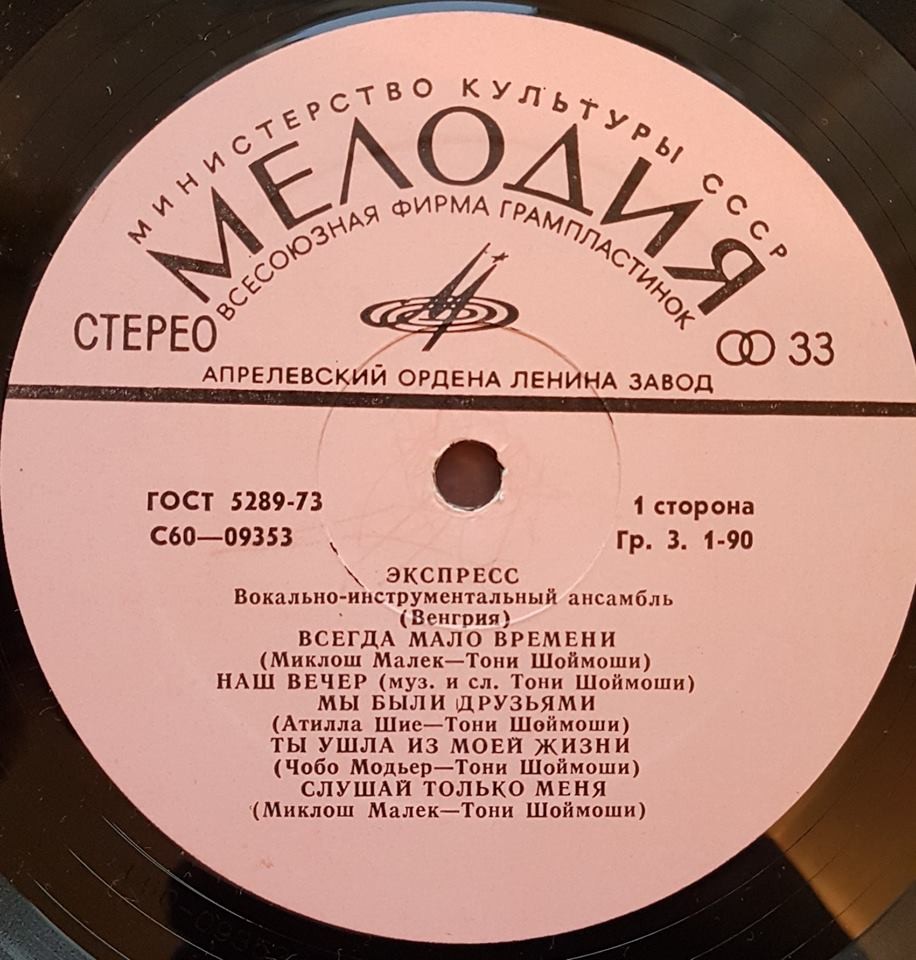 МИНИСТЕРСТВО КУЛЬТУРЫ СССР
МЕЛОДИЯ
ВСЕСОЮЗНАЯ ФИРМА ГРАМПЛАСТИНОК
СТЕРЕО
33
АПРЕЛЕВСКИЙ ОРДЕНА ЛЕНИНА ЗАВОД
ГОСТ 5289-73
1 сторона
С60—09353
Гр. 3. 1-90
ЭКСПРЕСС
Вокально-инструментальный ансамбль
(Венгрия)
ВСЕГДА МАЛО ВРЕМЕНИ
(Миклош Малек—Тони Шоймоши)
НАШ ВЕЧЕР (муз. и сл. Тони Шоймоши)
МЫ БЫЛИ ДРУЗЬЯМИ
(Атилла Шие—Тони Шоймоши)
ТЫ УШЛА ИЗ МОЕЙ ЖИЗНИ
(Чобо Модьер—Тони Шоймоши)
СЛУШАЙ ТОЛЬКО МЕНЯ
(Миклош Малек—Тони Шоймоши)